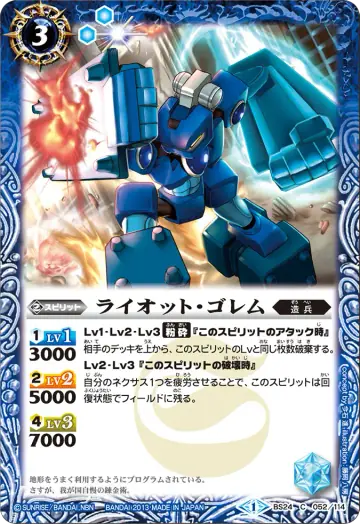 3
②スピリット
ライオット・ゴレム
ぞう へい
造兵
1 LV1
3000
2 LV2
5000
4 LV3
7000
Lv1・Lv2・Lv3 粉砕 『このスピリットのアタック時』
相手のデッキを上から、このスピリットのLvと同じ枚数破棄する。
Lv2・Lv3『このスピリットの破壊時』
自分のネクサス1つを疲労させることで、このスピリットは回
復状態でフィールドに残る。
地形をうまく利用するようにプログラムされている。
さすが、我が国自慢の錬金術。
© SUNRISE/BANDAI,NBN ©BANDAI・2013 MADE IN JAPAN
1
BS24 C 052/114